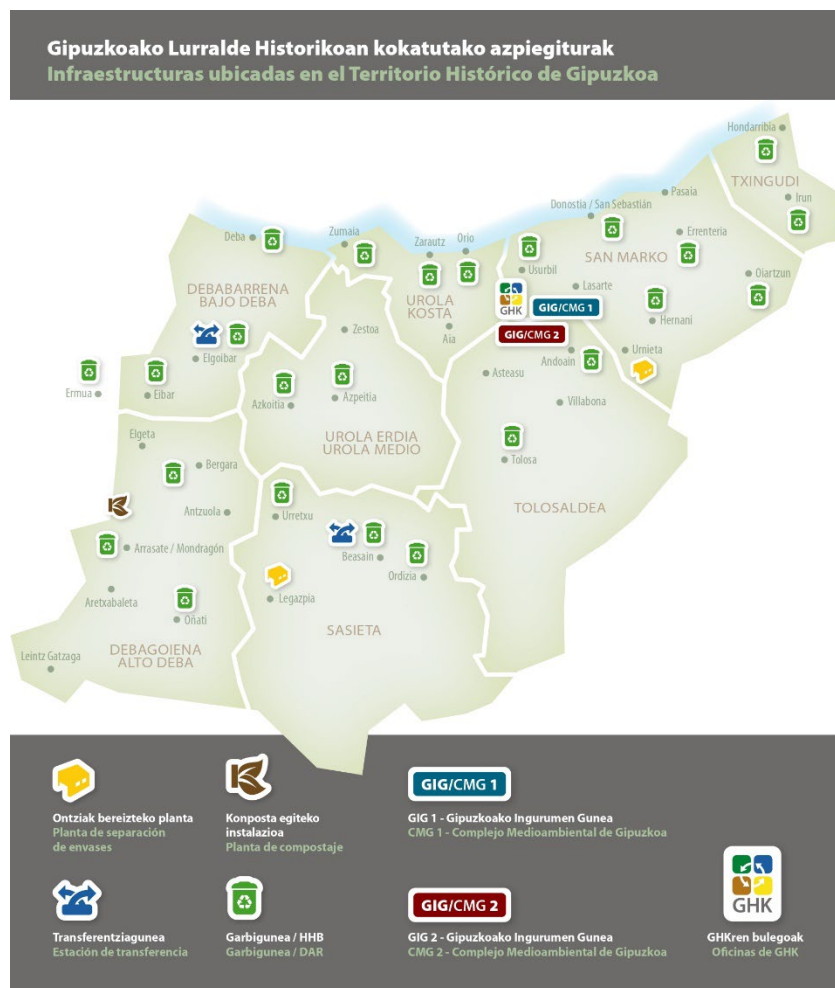 Gipuzkoako Lurralde Historikoan kokatutako azpiegiturak
Infraestructuras ubicadas en el Territorio Histórico de Gipuzkoa
Hondarribia
TXINGUDI
Irun
Pasaia
Donostia / San Sebastián
Errenteria
SAN MARKO
Oiartzun
Usurbil
Lasarte
Hernani
Urnieta
Deba
Zumaia
Zarautz
Orio
DEBABARRENA
BAJO DEBA
UROLA
KOSTA
GHK
GIG/CMG 1
GIG/CMG 2
Aia
Zestoa
Elgoibar
Ermua
Eibar
Azkoitia
Azpeitia
UROLA ERDIA
UROLA MEDIO
Asteasu
Andoain
Villabona
Tolosa
TOLOSALDEA
Elgeta
Bergara
Antzuola
Arrasate / Mondragón
Aretxabaleta
Oñati
DEBAGOIENA
ALTO DEBA
Leintz Gatzaga
Urretxu
Beasain
Ordizia
Legazpia
SASIETA
Ontziak bereizteko planta
Planta de separación
de envases
Konposta egiteko
instalazioa
Planta de compostaje
GIG/CMG 1
GIG 1 - Gipuzkoako Ingurumen Gunea
CMG 1 - Complejo Medioambiental de Gipuzkoa
Transferentziagunea
Estación de transferencia
Garbigunea / HHB
Garbigunea / DAR
GIG/CMG 2
GIG 2 - Gipuzkoako Ingurumen Gunea
CMG 2 - Complejo Medioambiental de Gipuzkoa
GHK
GHKren bulegoak
Oficinas de GHK